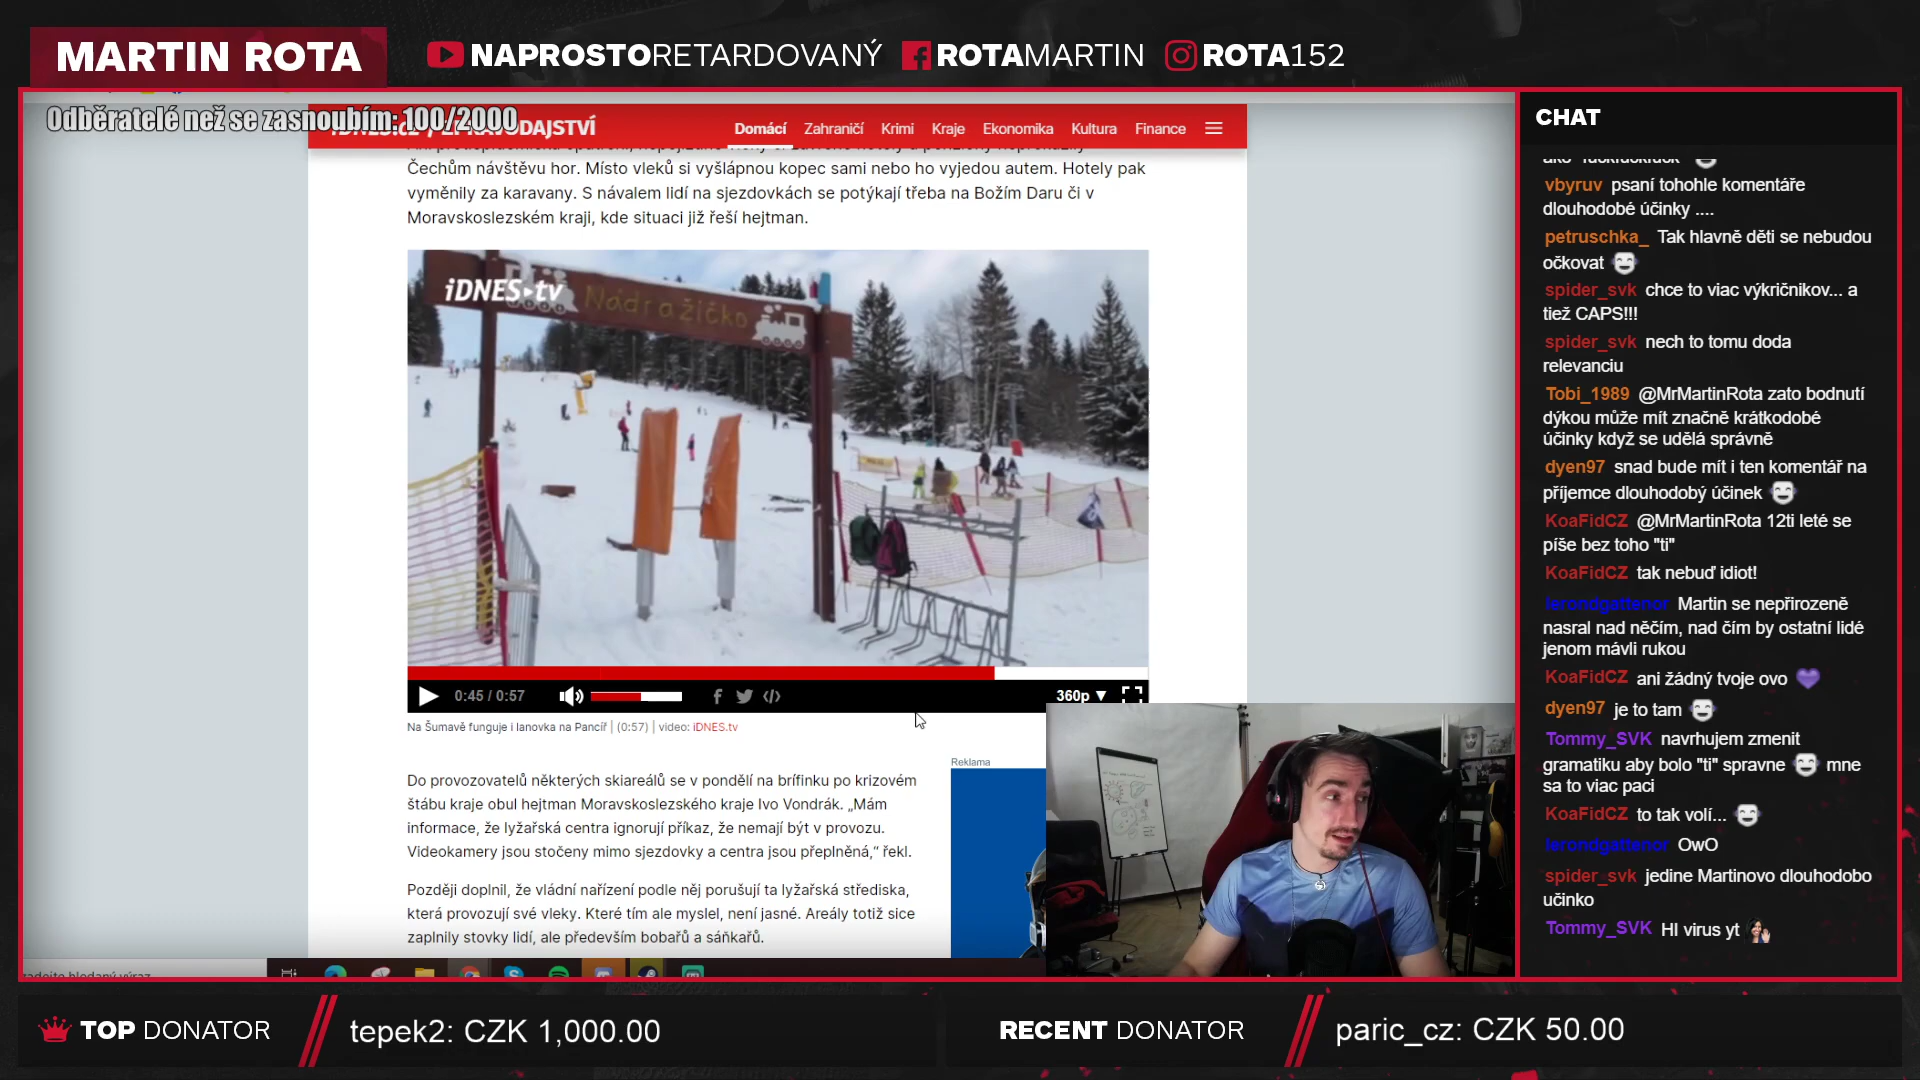 MARTIN ROTA
NAPROSTORETARDOVANÝ
ROTAMARTIN
ROTA152
Odběratelé než se zasnoubím: 100/2000
Domácí Zahraničí Krimi Kraje Ekonomika Kultura Finance
Čechům návštěvu hor. Místo vleků si vyšlápnou kopec sami nebo ho vyjedou autem. Hotely pak
vyměnily za karavany. S návalem lidí na sjezdovkách se potýkají třeba na Božím Daru či v
Moravskoslezském kraji, kde situaci již řeší hejtman.
iDNES tv
Nádražíčko
0:45 / 0:57
360p
Na Šumavě funguje i lanovka na Pancíř | (0:57) | video: iDNES.tv
Reklama
Do provozovatelů některých skiareálů se v pondělí na brífinku po krizovém
štábu kraje obul hejtman Moravskoslezského kraje Ivo Vondrák. „Mám
informace, že lyžařská centra ignorují příkaz, že nemají být v provozu.
Videokamery jsou stočeny mimo sjezdovky a centra jsou přeplněná,“ řekl.
Později doplnil, že vládní nařízení podle něj porušují ta lyžařská střediska,
která provozují své vleky. Které tím ale myslel, není jasné. Areály totiž sice
zaplnily stovky lidí, ale především bobařů a sáňkařů.
CHAT
vbyruv psaní tohohle komentáře
dlouhodobé účinky ....
petruschka_ Tak hlavně děti se nebudou
očkovat
spider_svk chce to viac výkričnikov... a
tiež CAPS!!!
spider_svk nech to tomu doda
relevanciu
Tobi_1989 @MrMartinRota zato bodnutí
dýkou může mít značně krátkodobé
účinky když se udělá správně
dyen97 snad bude mít i ten komentář na
příjemce dlouhodobý účinek
KoaFidCZ @MrMartinRota 12ti leté se
píše bez toho "ti"
KoaFidCZ tak nebuď idiot!
lerondgattenor Martin se nepřirozeně
nasral nad něčím, nad čím by ostatní lidé
jenom mávli rukou
KoaFidCZ ani žádný tvoje ovo
dyen97 je to tam
Tommy_SVK navrhujem zmenit
gramatiku aby bolo "ti" spravne mne
sa to viac paci
KoaFidCZ to tak volí...
lerondgattenor OwO
spider_svk jedine Martinovo dlouhodobo
učinko
Tommy_SVK HI virus yt
TOP DONATOR
tepek2: CZK 1,000.00
RECENT DONATOR
paric_cz: CZK 50.00